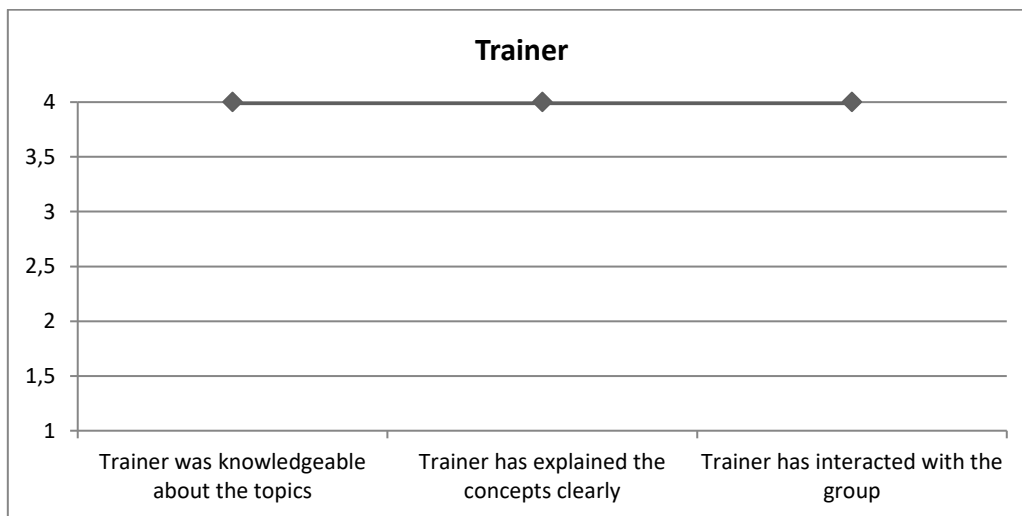 Trainer
4
3,5
3
2,5
2
1,5
1
Trainer was knowledgeable
about the topics
Trainer has explained the
concepts clearly
Trainer has interacted with the
group